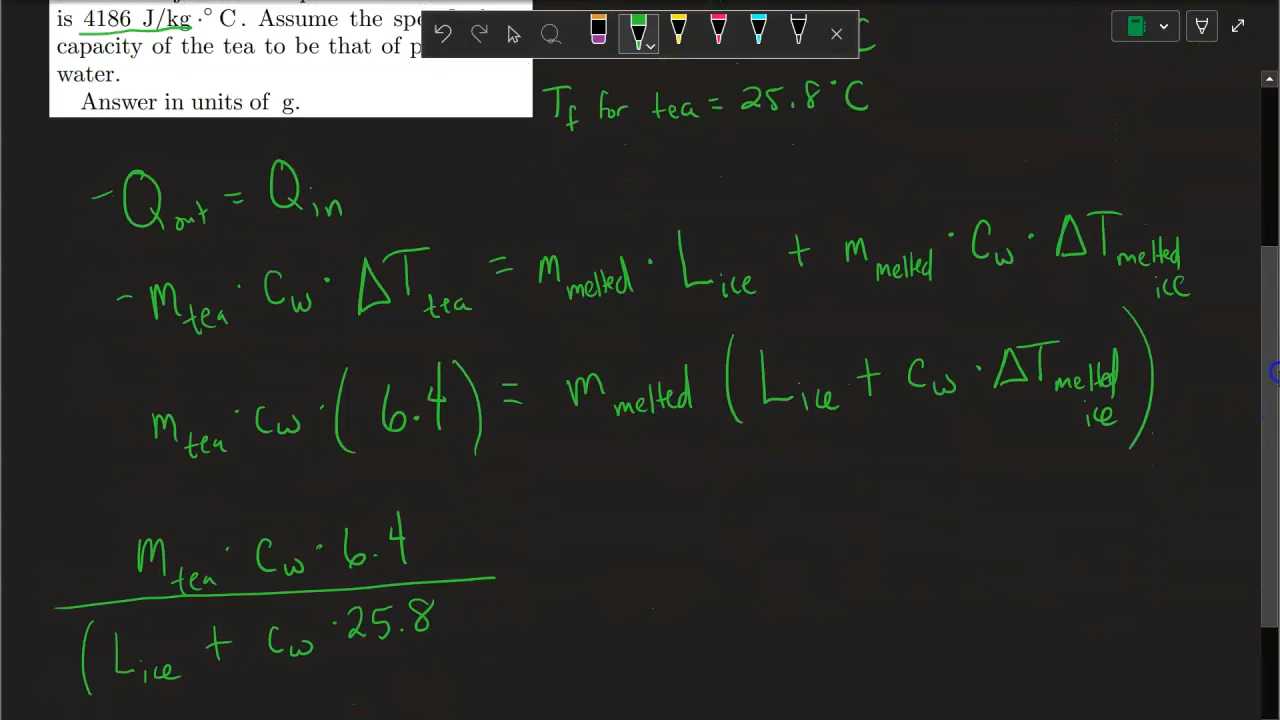 is 4186 J/kg ·° C. Assume the
capacity of the tea to be that of
water.
Answer in units of g.
T_f for tea = 25.8 °C
-Q_out = Q_in
-m_tea · C_w · ΔT_tea = m_melted · L_ice + m_melted · C_w · ΔT_melted ice
m_tea · C_w · (6.4) = m_melted (L_ice + C_w · ΔT_melted ice)
m_tea · C_w · 6.4
(L_ice + C_w · 25.8